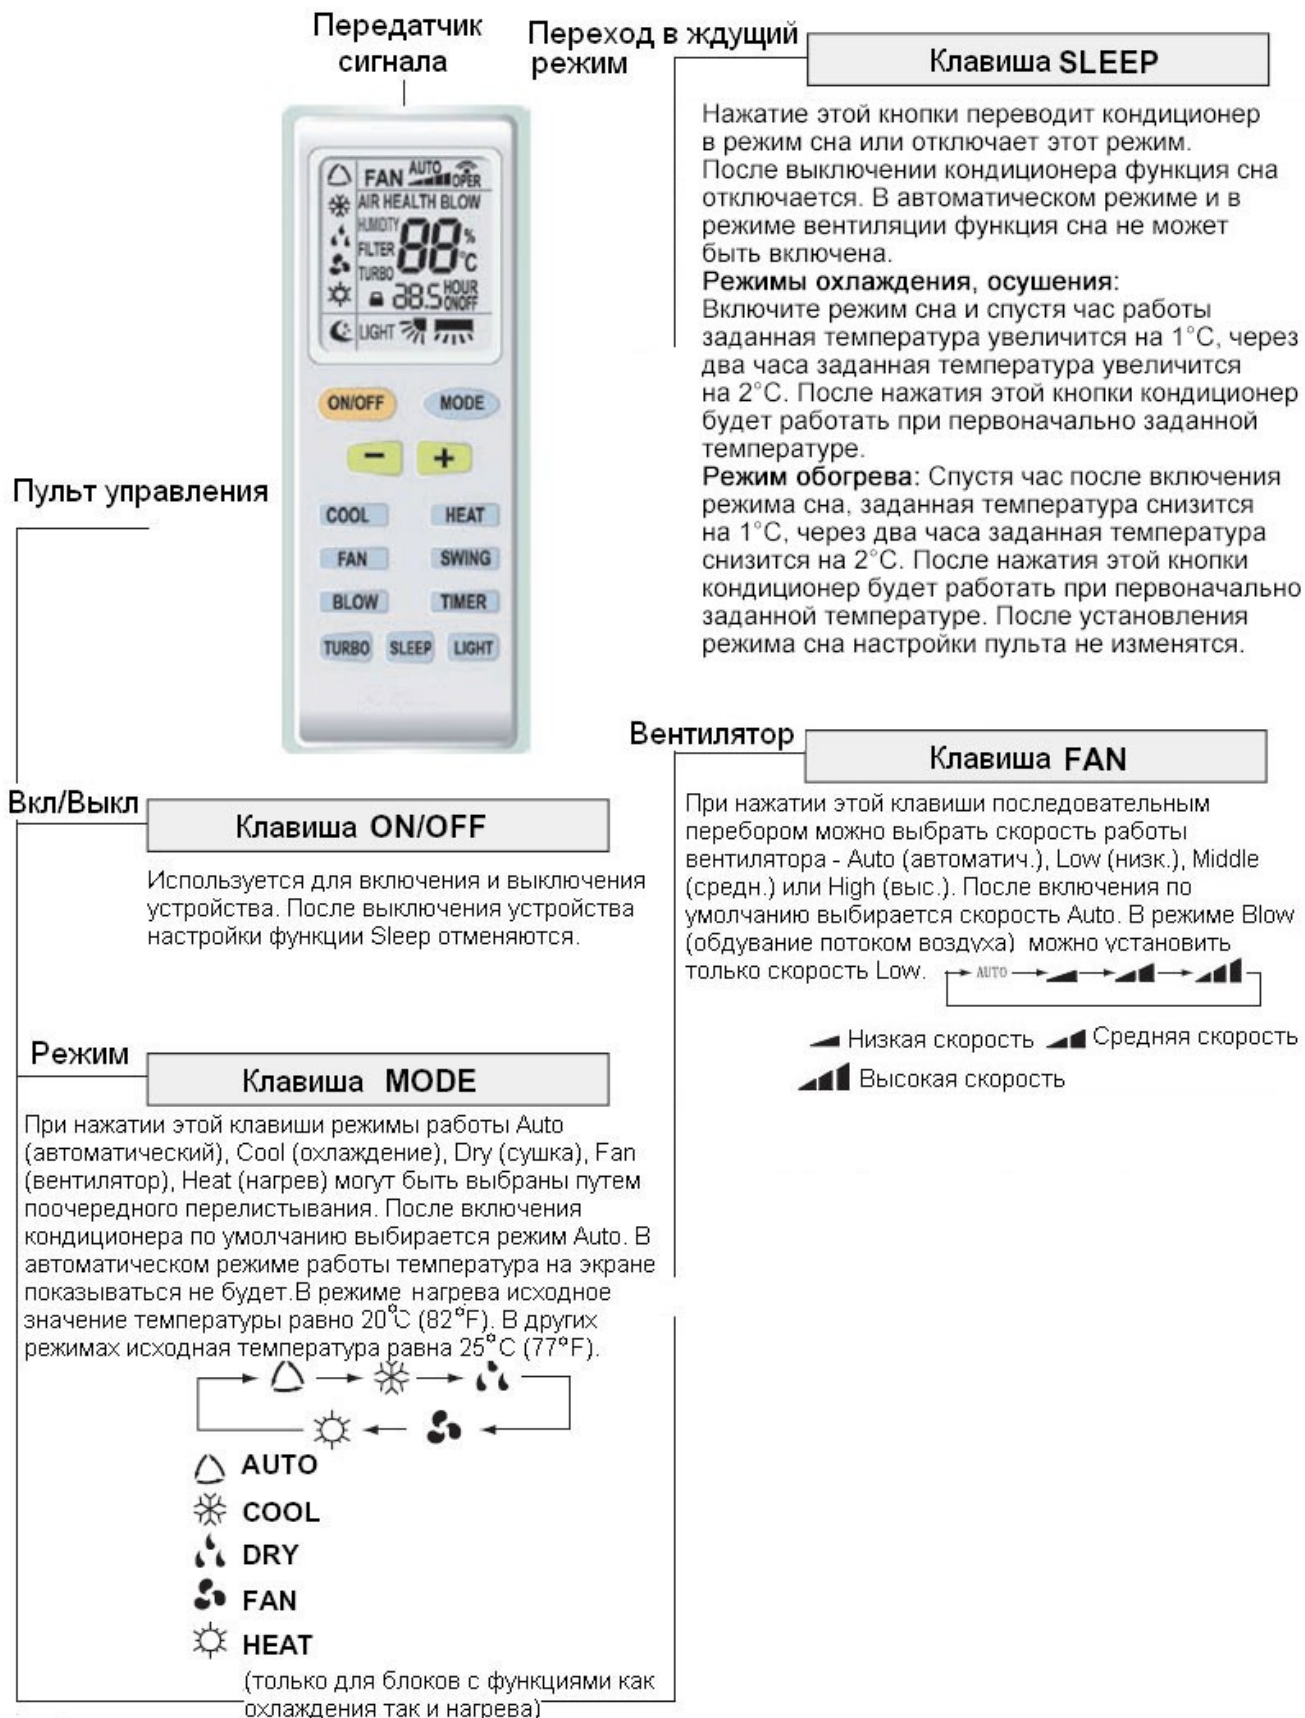 Передатчик
сигнала
Переход в ждущий
режим
Клавиша SLEEP
Нажатие этой кнопки переводит кондиционер
в режим сна или отключает этот режим.
После выключении кондиционера функция сна
отключается. В автоматическом режиме и в
режиме вентиляции функция сна не может
быть включена.
Режимы охлаждения, осушения:
Включите режим сна и спустя час работы
заданная температура увеличится на 1°C, через
два часа заданная температура увеличится
на 2°C. После нажатия этой кнопки кондиционер
будет работать при первоначально заданной
температуре.
Режим обогрева: Спустя час после включения
режима сна, заданная температура снизится
на 1°C, через два часа заданная температура
снизится на 2°C. После нажатия этой кнопки
кондиционер будет работать при первоначально
заданной температуре. После установления
режима сна настройки пульта не изменятся.
FAN AUTO OPER
AIR HEALTH BLOW
HUMIDITY
FILTER
TURBO
88 % °C
88.5 HOUR
ONOFF
LIGHT
ON/OFF MODE
- +
COOL HEAT
FAN SWING
BLOW TIMER
TURBO SLEEP LIGHT
Пульт управления
Вкл/Выкл
Клавиша ON/OFF
Используется для включения и выключения
устройства. После выключения устройства
настройки функции Sleep отменяются.
Режим
Клавиша MODE
При нажатии этой клавиши режимы работы Auto
(автоматический), Cool (охлаждение), Dry (сушка), Fan
(вентилятор), Heat (нагрев) могут быть выбраны путем
поочередного перелистывания. После включения
кондиционера по умолчанию выбирается режим Auto. В
автоматическом режиме работы температура на экране
показываться не будет.В режиме нагрева исходное
значение температуры равно 20°C (82°F). В других
режимах исходная температура равна 25°C (77°F).
AUTO
COOL
DRY
FAN
HEAT
(только для блоков с функциями как
охлаждения так и нагрева)
Вентилятор
Клавиша FAN
При нажатии этой клавиши последовательным
перебором можно выбрать скорость работы
вентилятора - Auto (автоматич.), Low (низк.), Middle
(средн.) или High (выс.). После включения по
умолчанию выбирается скорость Auto. В режиме Blow
(обдувание потоком воздуха) можно установить
только скорость Low.
AUTO
Низкая скорость Средняя скорость
Высокая скорость